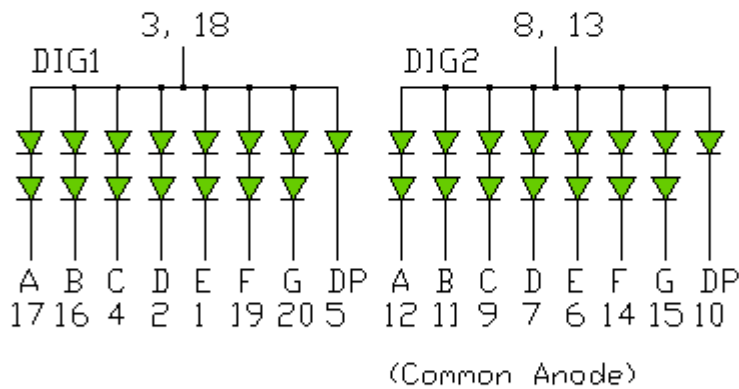 3, 18 8, 13
DIG1 DIG2
A B C D E F G DP A B C D E F G DP
17 16 4 2 1 19 20 5 12 11 9 7 6 14 15 10
(Common Anode)